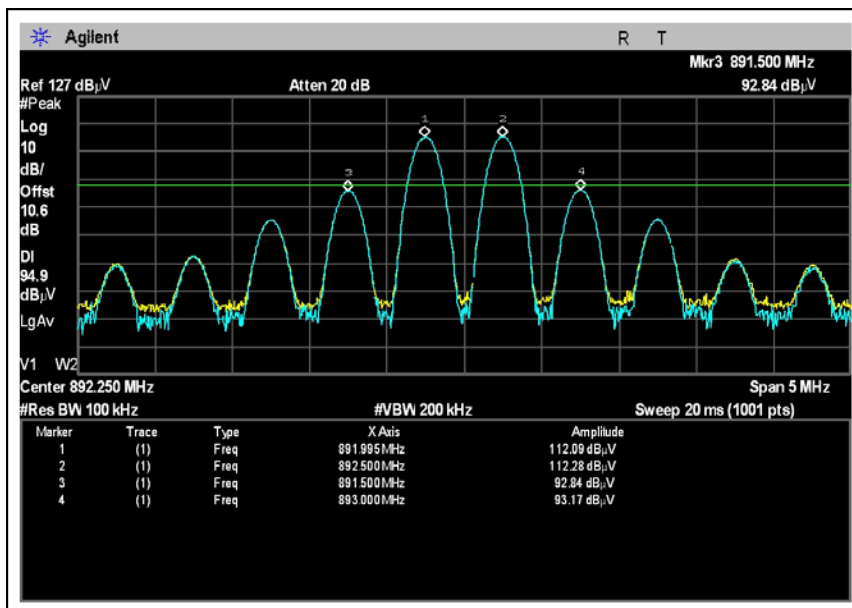 Agilent R T
Mkr3 891.500 MHz
Ref 127 dBµV Atten 20 dB 92.84 dBµV
#Peak
Log
10
dB/
Offst
10.6
dB
DI
94.9
dBµV
LgAv
1
2
3
4
V1 W2
Center 892.250 MHz Span 5 MHz
#Res BW 100 kHz #VBW 200 kHz Sweep 20 ms (1001 pts)
Marker Trace Type X Axis Amplitude
1 (1) Freq 891.995 MHz 112.09 dBµV
2 (1) Freq 892.500 MHz 112.28 dBµV
3 (1) Freq 891.500 MHz 92.84 dBµV
4 (1) Freq 893.000 MHz 93.17 dBµV